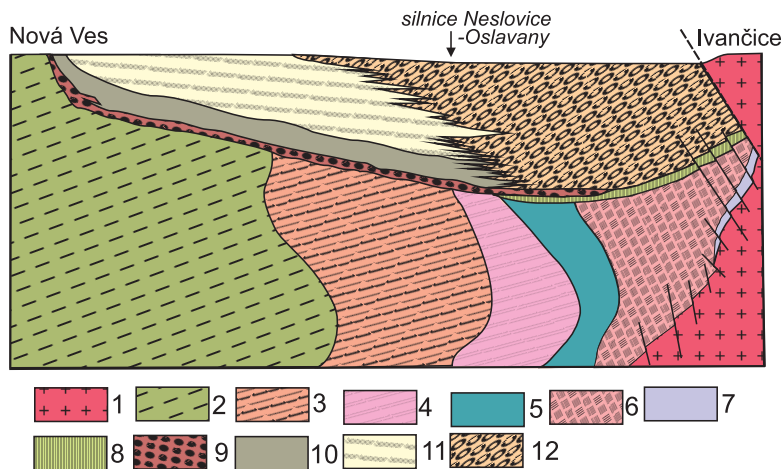 silnice Neslovice
-Oslavany
Nová Ves
Ivančice
1 2 3 4 5 6 7
8 9 10 11 12